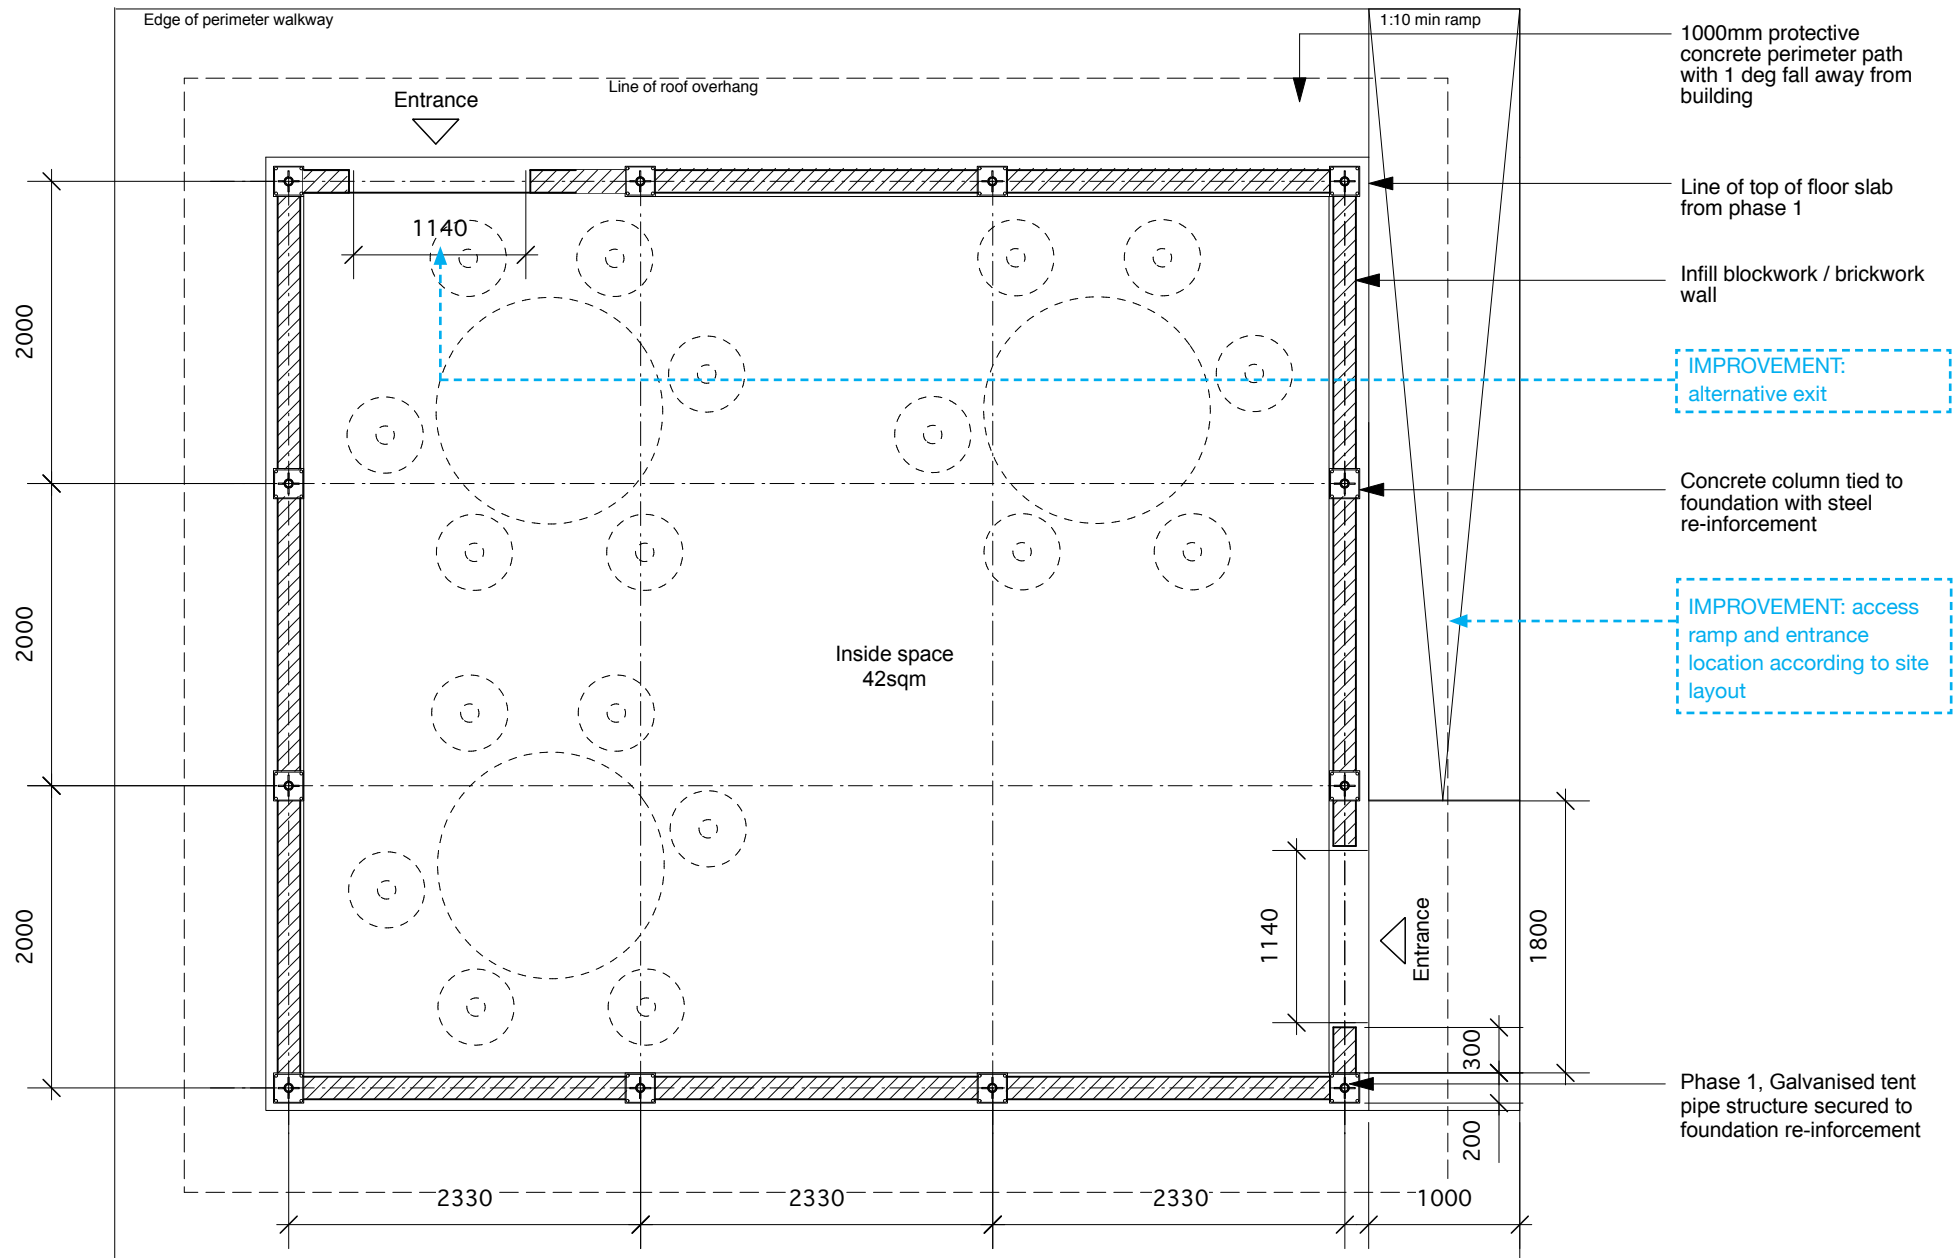 Edge of perimeter walkway
1:10 min ramp
1000mm protective
concrete perimeter path
with 1 deg fall away from
building
Line of roof overhang
Entrance
Line of top of floor slab
from phase 1
1140
Infill blockwork / brickwork
wall
2000
IMPROVEMENT:
alternative exit
Concrete column tied to
foundation with steel
re-inforcement
2000
Inside space
42sqm
IMPROVEMENT: access
ramp and entrance
location according to site
layout
2000
1140
Entrance
1800
300
200
Phase 1, Galvanised tent
pipe structure secured to
foundation re-inforcement
2330
2330
2330
1000